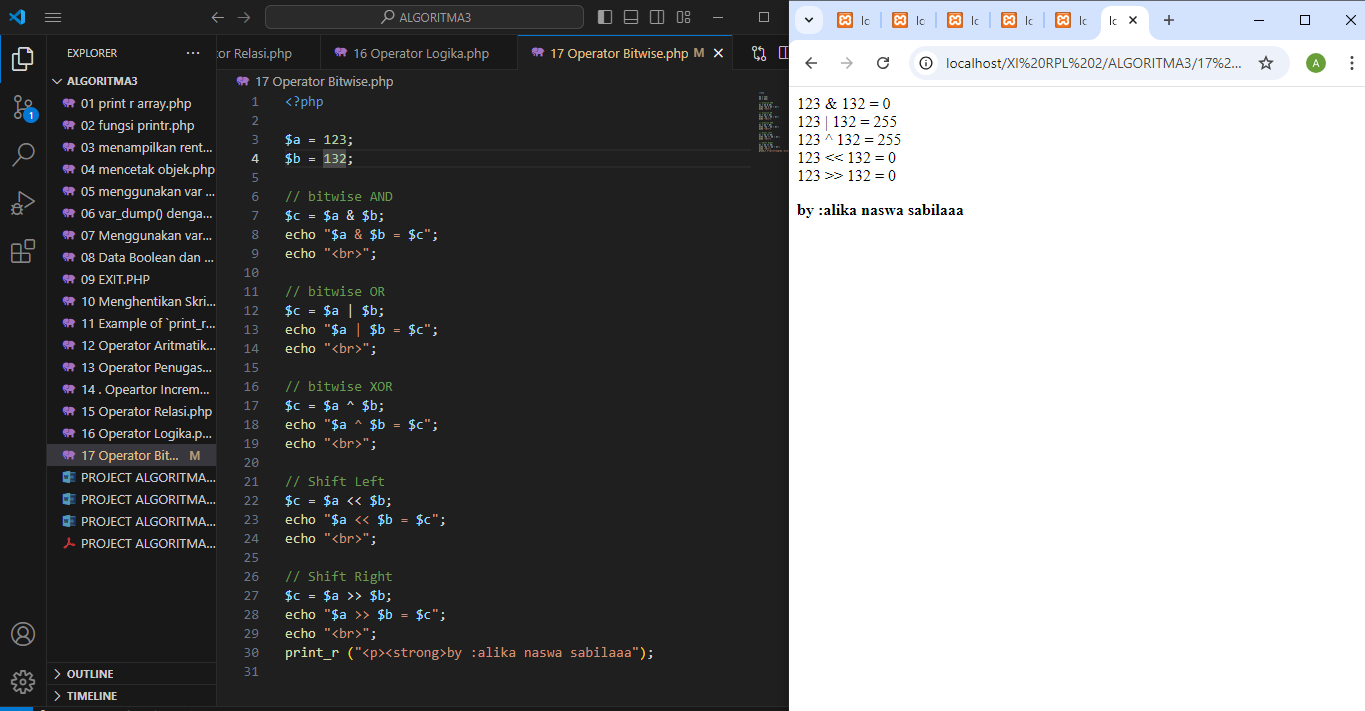 ALGORITMA3
EXPLORER
ALGORITMA3
01 print r array.php
02 fungsi printr.php
03 menampilkan rent...
04 mencetak objek.php
05 menggunakan var ...
06 var_dump() denga...
07 Menggunakan var...
08 Data Boolean dan ...
09 EXIT.PHP
10 Menghentikan Skri...
11 Example of `print_r...
12 Operator Aritmatik...
13 Operator Penugas...
14 . Opeartor Increm...
15 Operator Relasi.php
16 Operator Logika.p...
17 Operator Bit... M
PROJECT ALGORITMA...
PROJECT ALGORITMA...
PROJECT ALGORITMA...
PROJECT ALGORITMA...
OUTLINE
TIMELINE
1
tor Relasi.php 16 Operator Logika.php 17 Operator Bitwise.php M
17 Operator Bitwise.php
1 <?php
2
3 $a = 123;
4 $b = 132;
5
6 // bitwise AND
7 $c = $a & $b;
8 echo "$a & $b = $c";
9 echo "<br>";
10
11 // bitwise OR
12 $c = $a | $b;
13 echo "$a | $b = $c";
14 echo "<br>";
15
16 // bitwise XOR
17 $c = $a ^ $b;
18 echo "$a ^ $b = $c";
19 echo "<br>";
20
21 // Shift Left
22 $c = $a << $b;
23 echo "$a << $b = $c";
24 echo "<br>";
25
26 // Shift Right
27 $c = $a >> $b;
28 echo "$a >> $b = $c";
29 echo "<br>";
30 print_r ("<p><strong>by :alika naswa sabilaaa");
31
lc lc lc lc lc lc
localhost/XI%20RPL%202/ALGORITMA3/17%2... A
123 & 132 = 0
123 | 132 = 255
123 ^ 132 = 255
123 << 132 = 0
123 >> 132 = 0
by :alika naswa sabilaaa